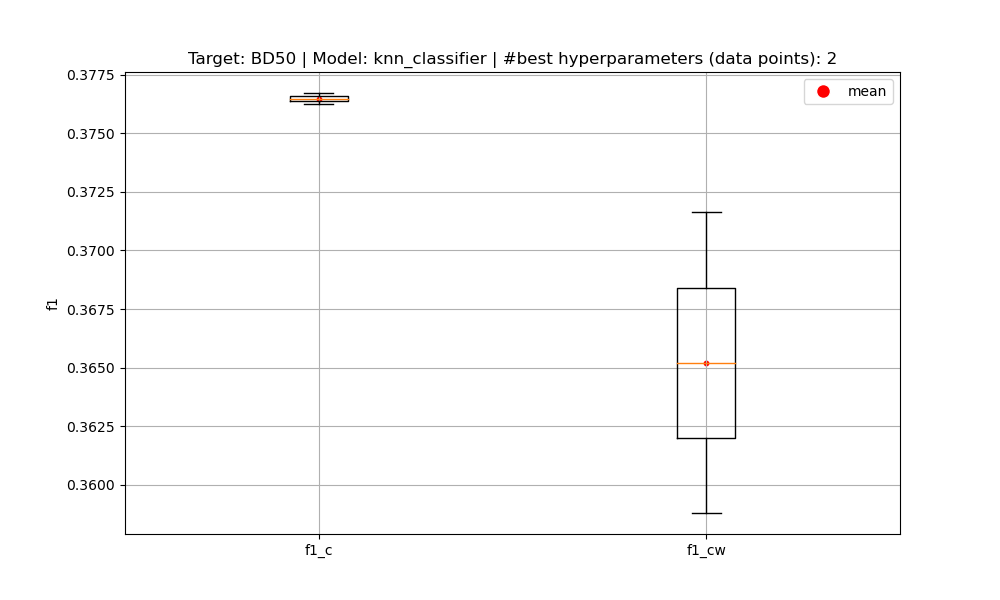 Target: BD50 | Model: knn_classifier | #best hyperparameters (data points): 2
mean
0.3775
0.3750
0.3725
0.3700
0.3675
0.3650
0.3625
0.3600
f1
f1_c
f1_cw